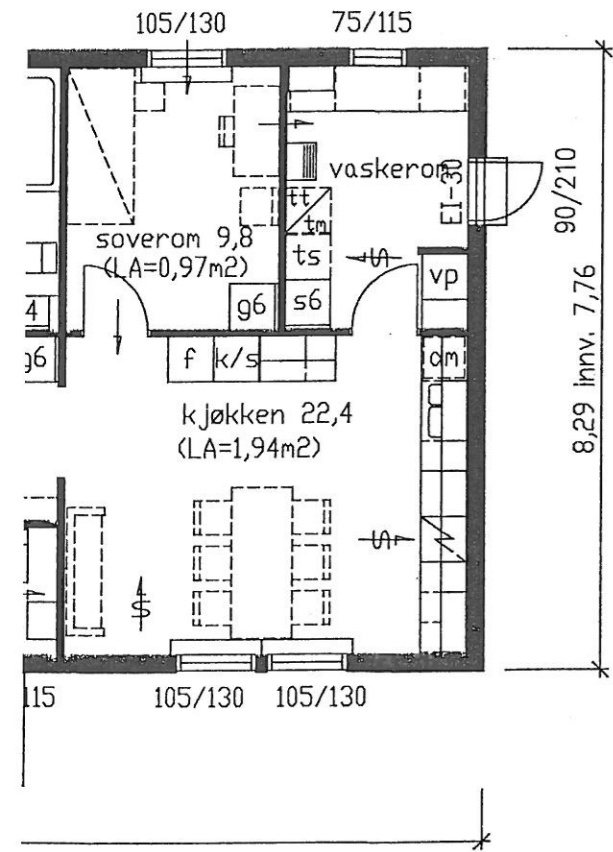 105/130 75/115
vaskerom
EI-30
90/210
tt
tm
soverom 9,8
(LA=0,97m2)
ts
vp
4
g6
s6
g6
f k/s
om
kjøkken 22,4
(LA=1,94m2)
8,29 innv. 7,76
115 105/130 105/130